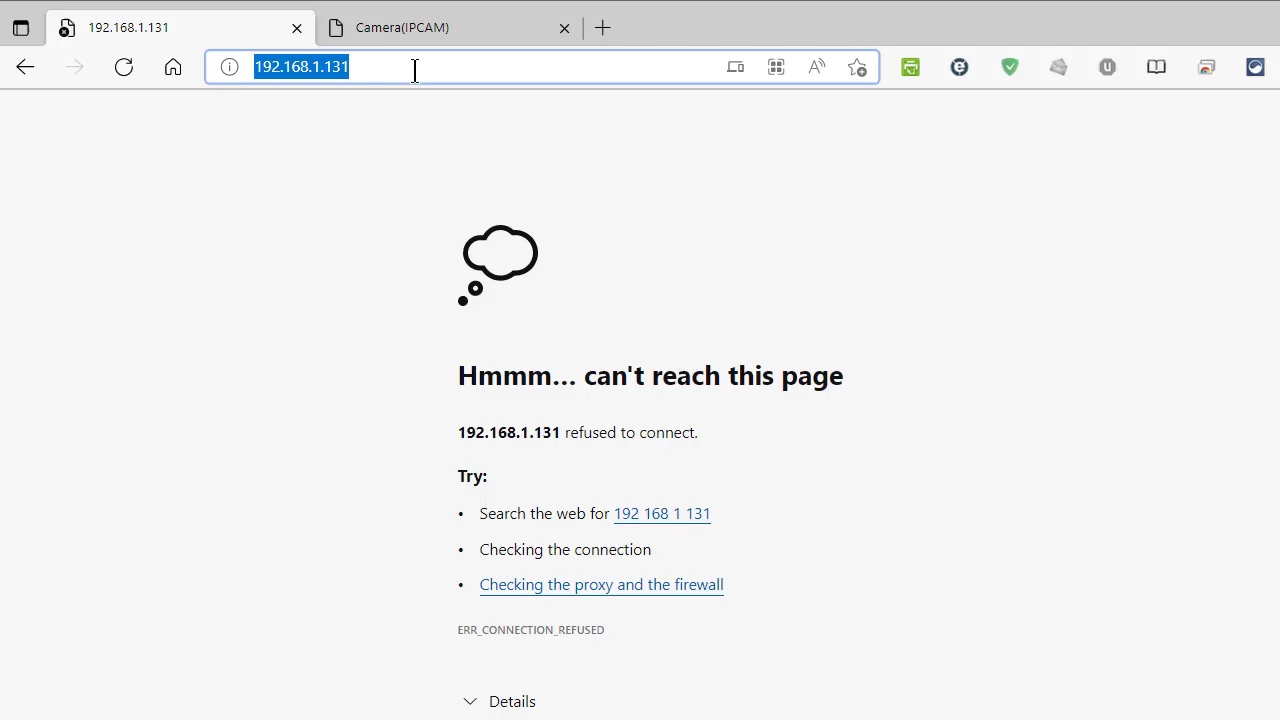 192.168.1.131
Camera(IPCAM)
192.168.1.131
Hmmm… can't reach this page
192.168.1.131 refused to connect.
Try:
• Search the web for 192 168 1 131
• Checking the connection
• Checking the proxy and the firewall
ERR_CONNECTION_REFUSED
Details